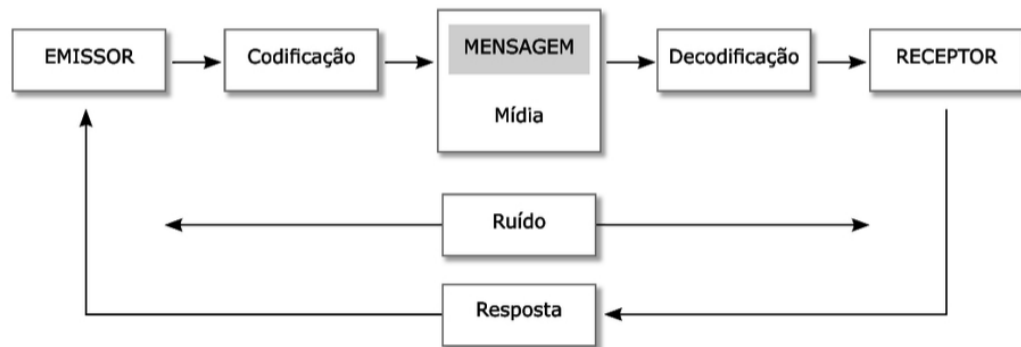 EMISSOR
Codificação
MENSAGEM
Mídia
Decodificação
RECEPTOR
Ruído
Resposta